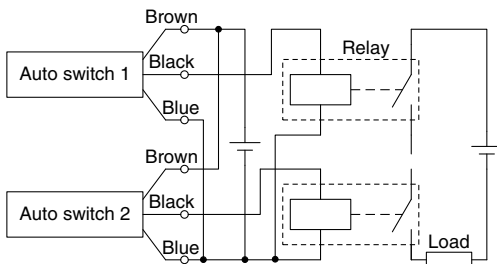 Brown
Auto switch 1
Black
Blue
Relay
Brown
Auto switch 2
Black
Blue
Load